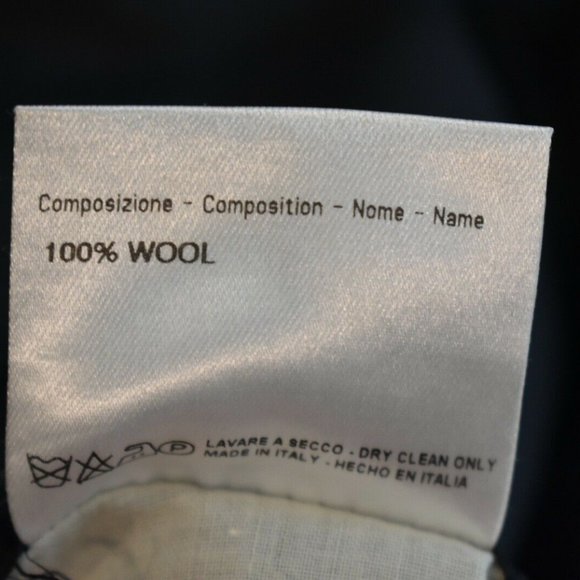 Composizione - Composition - Nome - Name
100% WOOL
P
LAVARE A SECCO - DRY CLEAN ONLY
MADE IN ITALY - HECHO EN ITALIA